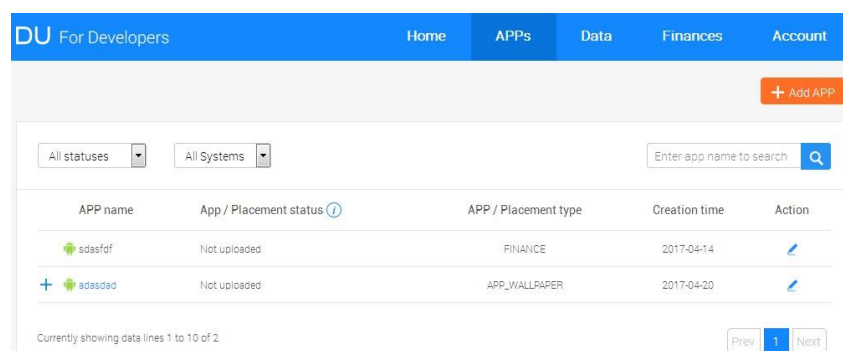 DU For Developers Home APPs Data Finances Account
+ Add APP
All statuses All Systems Enter app name to search
APP name App / Placement status i APP / Placement type Creation time Action
sdasfdf Not uploaded FINANCE 2017-04-14
+ adasdad Not uploaded APP_WALLPAPER 2017-04-20
Currently showing data lines 1 to 10 of 2 Prev 1 Next